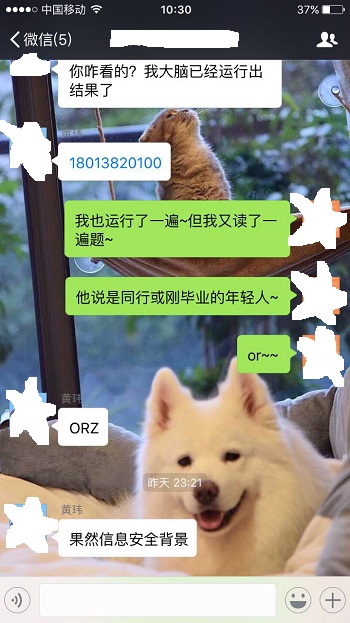 中国移动 10:30 37%
微信(5)
你咋看的？我大脑已经运行出
结果了
黄玮
18013820100
我也运行了一遍~但我又读了一
遍题~
他说是同行或刚毕业的年轻人~
or~~
黄玮
ORZ
昨天 23:21
黄玮
果然信息安全背景